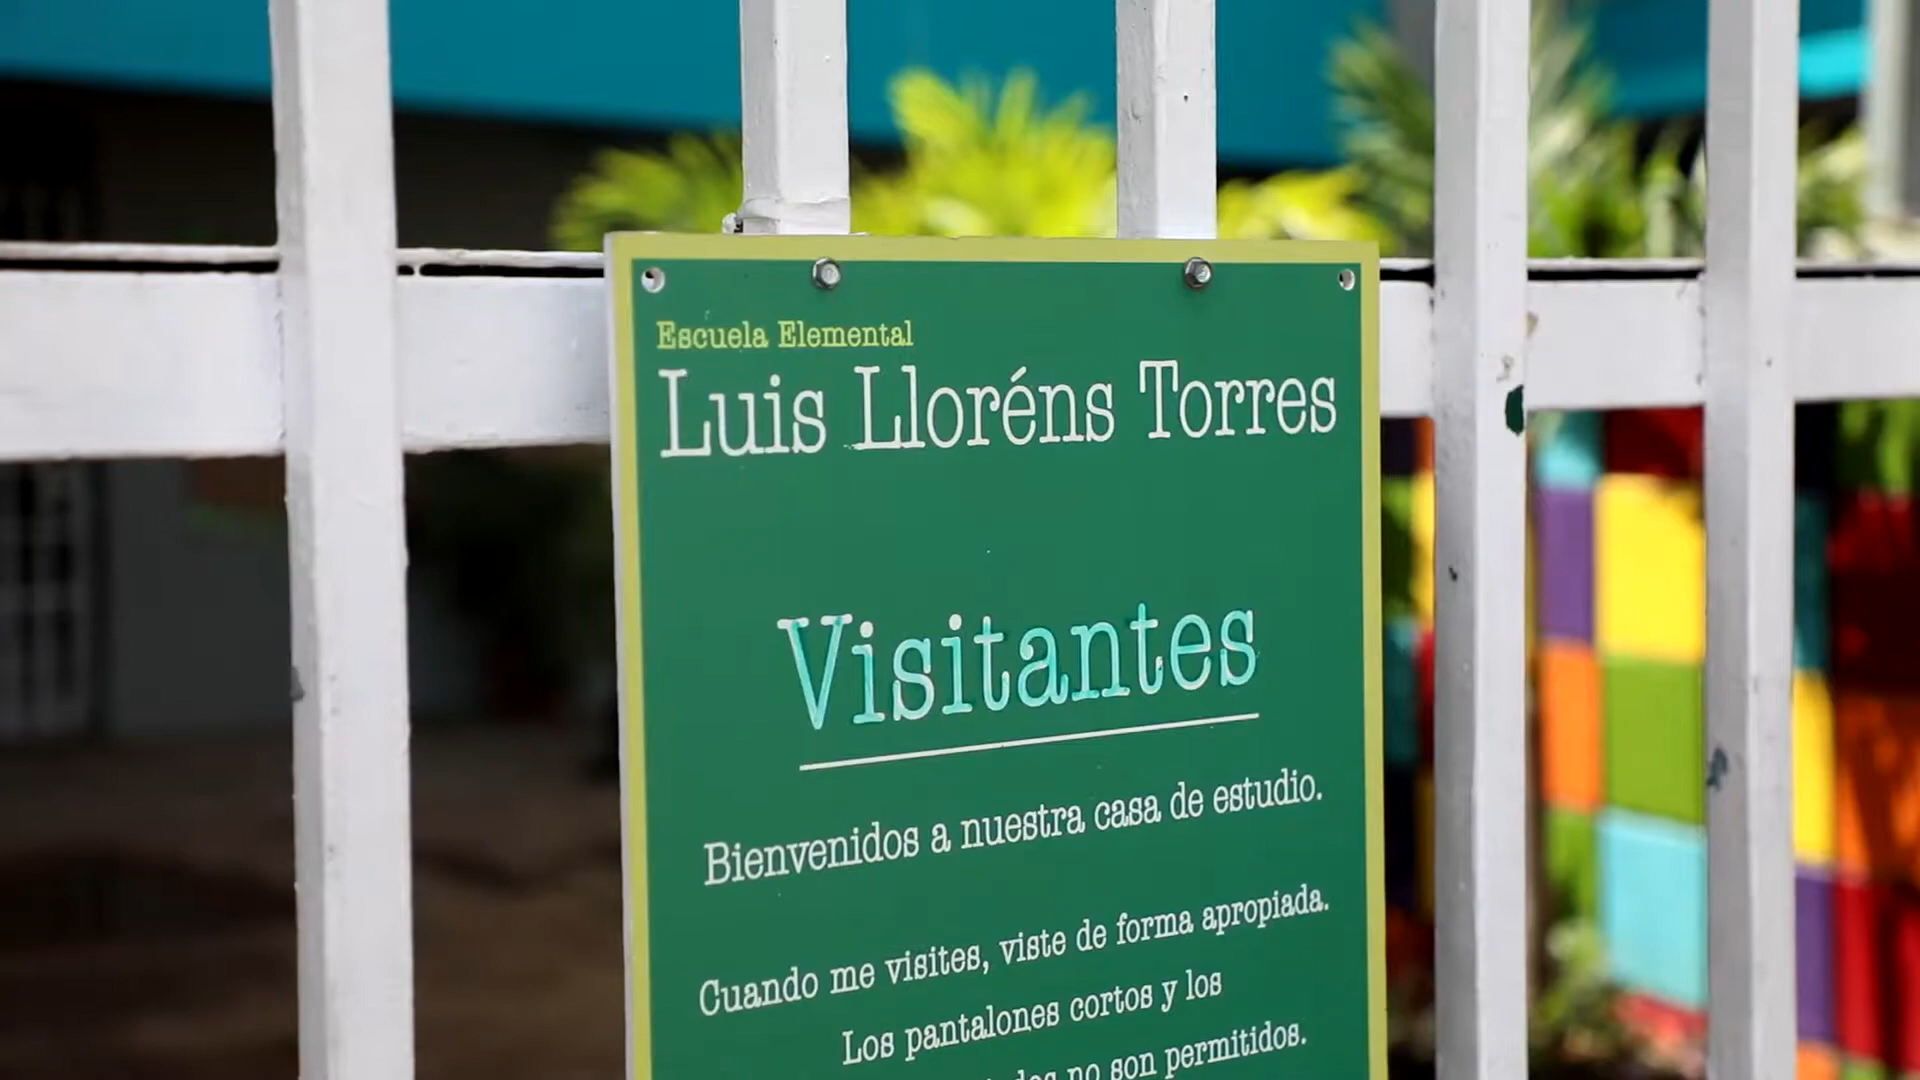 Escuela Elemental
Luis Lloréns Torres
Visitantes
Bienvenidos a nuestra casa de estudio.
Cuando me visites, viste de forma apropiada.
Los pantalones cortos y los
no son permitidos.